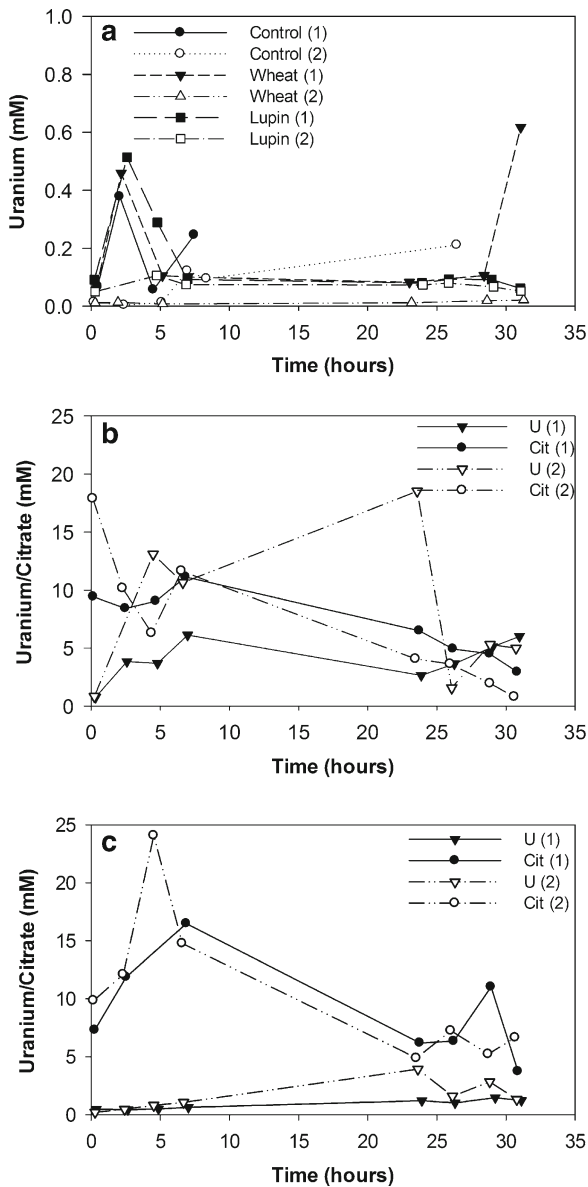 a
Control (1)
Control (2)
Wheat (1)
Wheat (2)
Lupin (1)
Lupin (2)
Uranium (mM)
1.0
0.8
0.6
0.4
0.2
0.0
0 5 10 15 20 25 30 35
Time (hours)
b
U (1)
Cit (1)
U (2)
Cit (2)
Uranium/Citrate (mM)
25
20
15
10
5
0
0 5 10 15 20 25 30 35
Time (hours)
c
U (1)
Cit (1)
U (2)
Cit (2)
Uranium/Citrate (mM)
25
20
15
10
5
0
0 5 10 15 20 25 30 35
Time (hours)